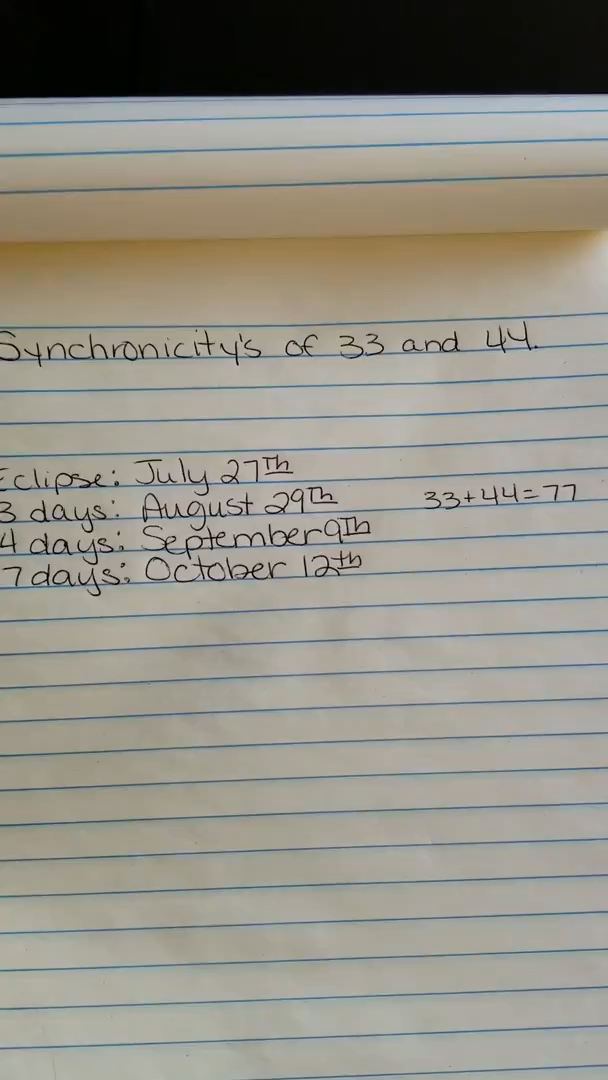 Synchronicity's of 33 and 44.
Eclipse: July 27Th
3 days: August 29Th
33+44=77
4 days: September 9Th
7 days: October 12th